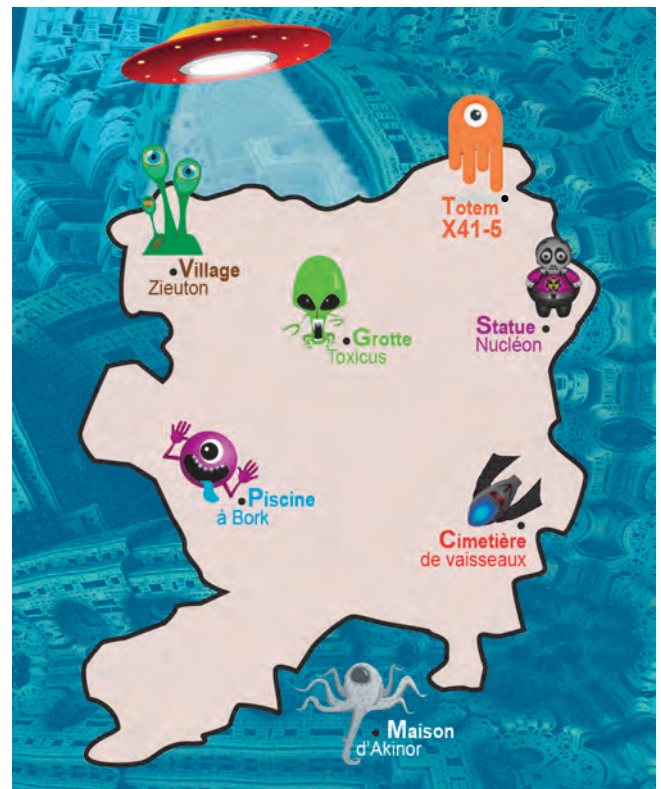 Totem
X41-5
Village
Zieuton
Statue
Nucléon
Grotte
Toxicus
Piscine
à Bork
Cimetière
de vaisseaux
Maison
d'Akinor